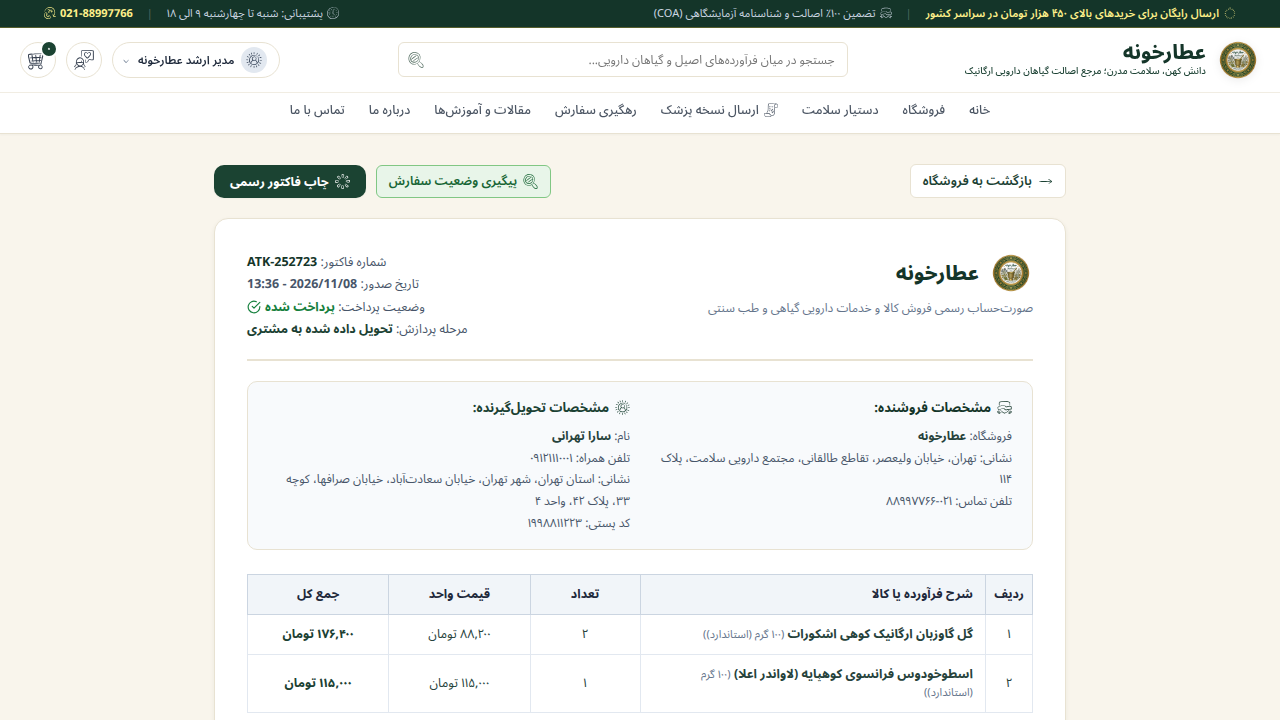 ارسال رایگان برای خریدهای بالای ۴۵۰ هزار تومان در سراسر کشور | تضمین ۱۰۰٪ اصالت و شناسنامه آزمایشگاهی (COA)
پشتیبانی: شنبه تا چهارشنبه ۹ الی ۱۸ | 021-88997766
عطارخونه
دانش کهن، سلامت مدرن؛ مرجع اصالت گیاهان دارویی ارگانیک
جستجو در میان فرآورده‌های اصیل و گیاهان دارویی...
مدیر ارشد عطارخونه
۰
خانه فروشگاه دستیار سلامت ارسال نسخه پزشک رهگیری سفارش مقالات و آموزش‌ها درباره ما تماس با ما
→ بازگشت به فروشگاه
پیگیری وضعیت سفارش
چاپ فاکتور رسمی
عطارخونه
صورت‌حساب رسمی فروش کالا و خدمات دارویی گیاهی و طب سنتی
شماره فاکتور: ATK-252723
تاریخ صدور: 2026/11/08 - 13:36
وضعیت پرداخت: پرداخت شده
مرحله پردازش: تحویل داده شده به مشتری
مشخصات فروشنده:
فروشگاه: عطارخونه
نشانی: تهران، خیابان ولیعصر، تقاطع طالقانی، مجتمع دارویی سلامت، پلاک
۱۱۴
تلفن تماس: ۰۲۱-۸۸۹۹۷۷۶۶
مشخصات تحویل‌گیرنده:
نام: سارا تهرانی
تلفن همراه: ۰۹۱۲۱۱۱۰۰۰۱
نشانی: استان تهران، شهر تهران، خیابان سعادت‌آباد، خیابان صرافها، کوچه
۳۳، پلاک ۴۲، واحد ۴
کد پستی: ۱۹۹۸۸۱۱۲۲۳
ردیف شرح فرآورده یا کالا تعداد قیمت واحد جمع کل
۱ گل گاوزبان ارگانیک کوهی اشکورات (۱۰۰ گرم (استاندارد)) ۲ ۸۸,۲۰۰ تومان ۱۷۶,۴۰۰ تومان
۲ اسطوخودوس فرانسوی کوهپایه (لاواندر اعلا) (۱۰۰ گرم
(استاندارد)) ۱ ۱۱۵,۰۰۰ تومان ۱۱۵,۰۰۰ تومان